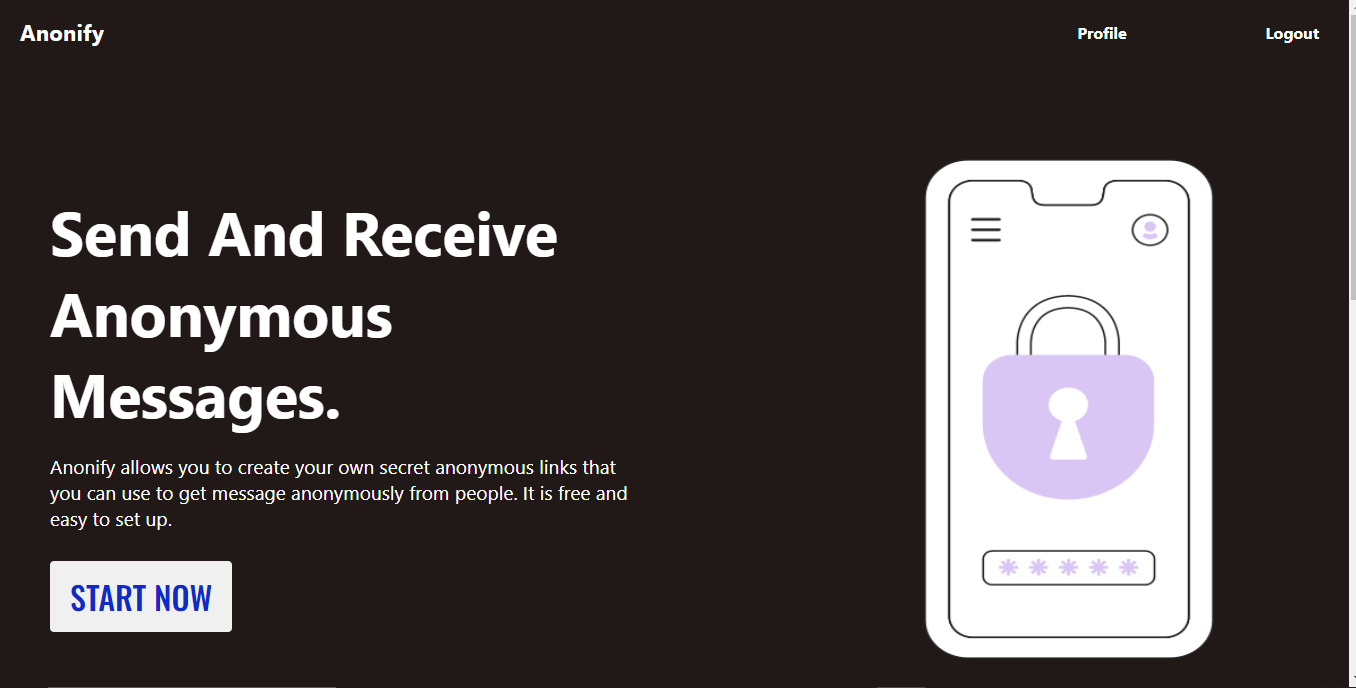 Anonify
Profile
Logout
Send And Receive
Anonymous
Messages.
Anonify allows you to create your own secret anonymous links that
you can use to get message anonymously from people. It is free and
easy to set up.
START NOW
*****